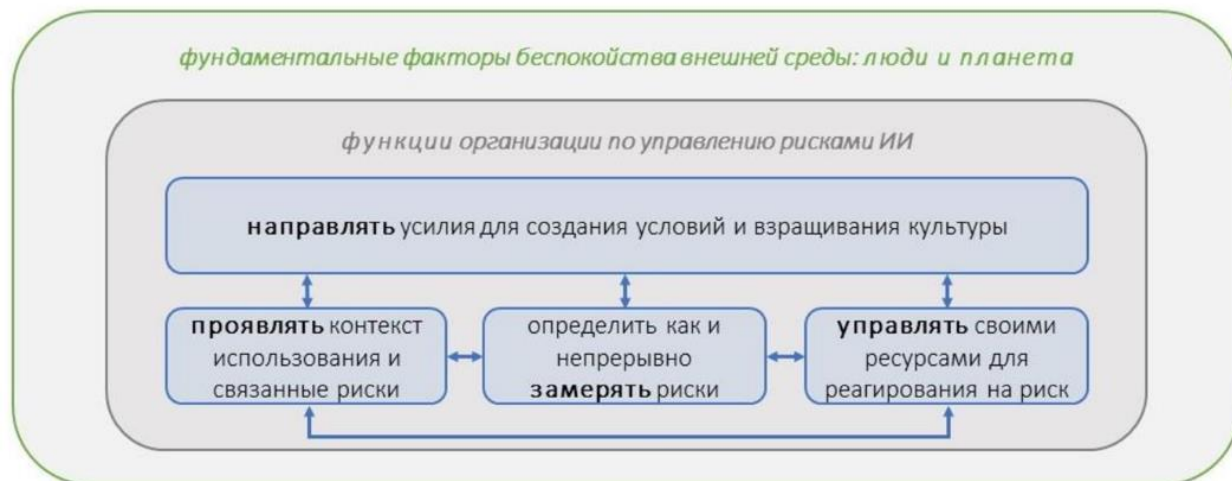 фундаментальные факторы беспокойства внешней среды: люди и планета
функции организации по управлению рисками ИИ
направлять усилия для создания условий и взращивания культуры
проявлять контекст
использования и
связанные риски
определить как и
непрерывно
замерять риски
управлять своими
ресурсами для
реагирования на риск